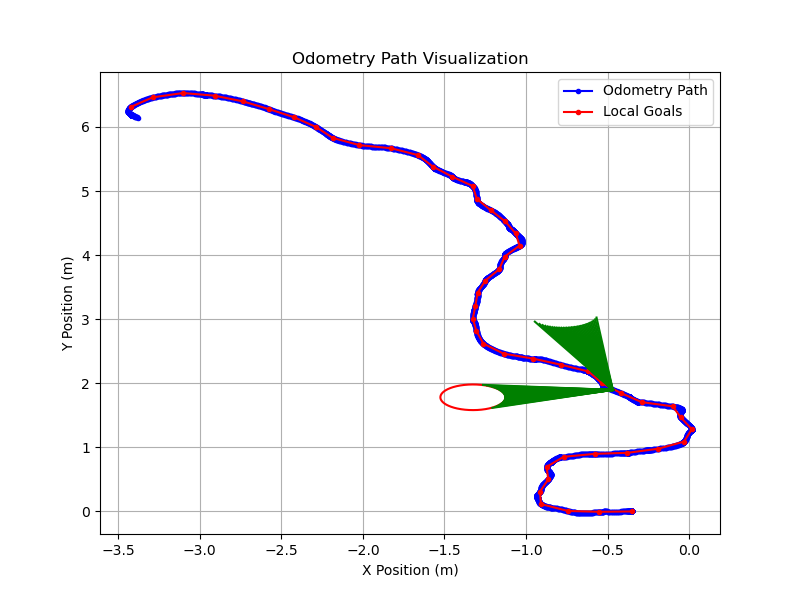 Odometry Path Visualization
Odometry Path
Local Goals
Y Position (m)
6
5
4
3
2
1
0
−3.5 −3.0 −2.5 −2.0 −1.5 −1.0 −0.5 0.0
X Position (m)